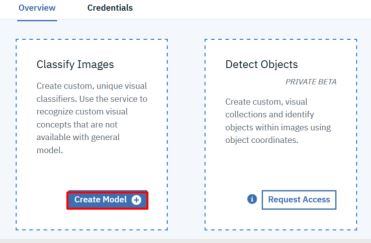 Overview
Credentials
Classify Images
Create custom, unique visual
classifiers. Use the service to
recognize custom visual
concepts that are not
available with general
model.
Create Model
Detect Objects
PRIVATE BETA
Create custom, visual
collections and identify
objects within images using
object coordinates.
Request Access